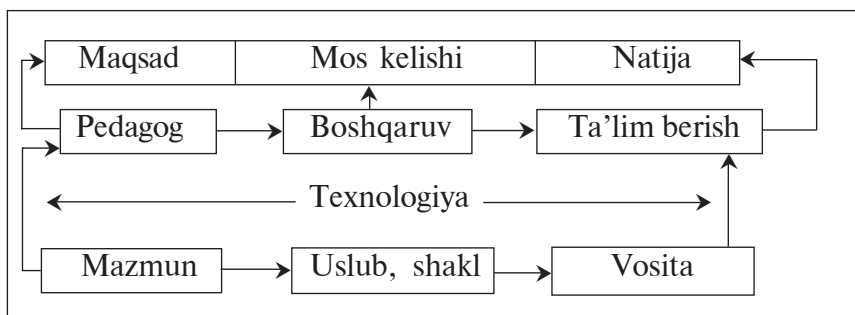 Maqsad Mos kelishi Natija
Pedagog Boshqaruv Ta'lim berish
Texnologiya
Mazmun Uslub, shakl Vosita